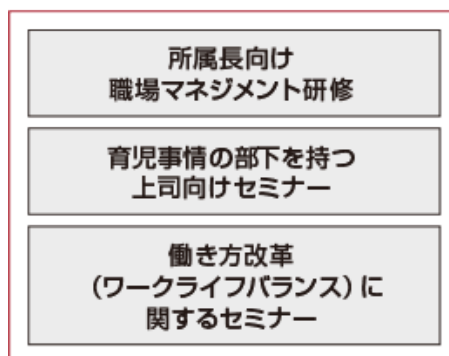 所属長向け
職場マネジメント研修
育児事情の部下を持つ
上司向けセミナー
働き方改革
（ワークライフバランス）に
関するセミナー